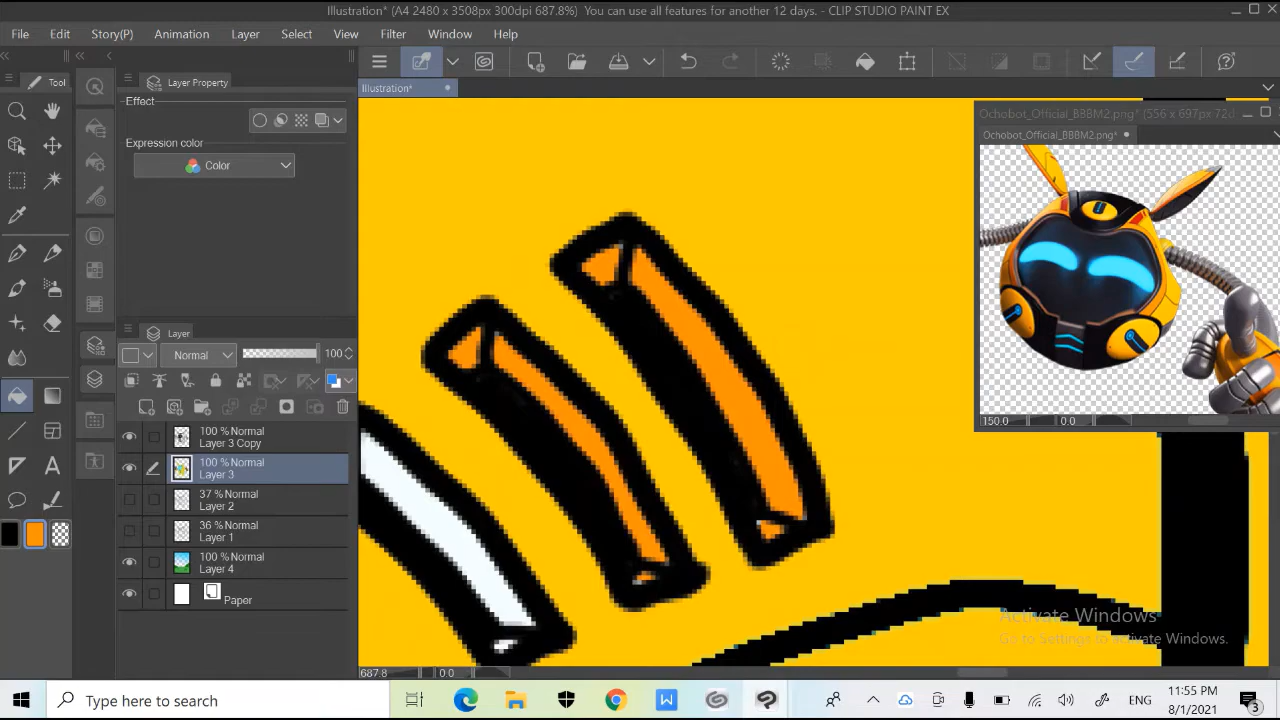 Illustration* (A4 2480 x 3508px 300dpi 687.8%) You can use all features for another 12 days. - CLIP STUDIO PAINT EX
File Edit Story(P) Animation Layer Select View Filter Window Help
Tool
Layer Property
Illustration*
Effect
Expression color
Color
Ochobot_Official_BBBM2.png* (556 x 697px 72d
Ochobot_Official_BBBM2.png*
Layer
Normal
100
100 % Normal
Layer 3 Copy
100 % Normal
Layer 3
37 % Normal
Layer 2
36 % Normal
Layer 1
100 % Normal
Layer 4
Paper
150.0
0.0
Activate Windows
Go to Settings to Activate Windows.
687.8
0.0
Type here to search
ENG
11:55 PM
8/1/2021
3